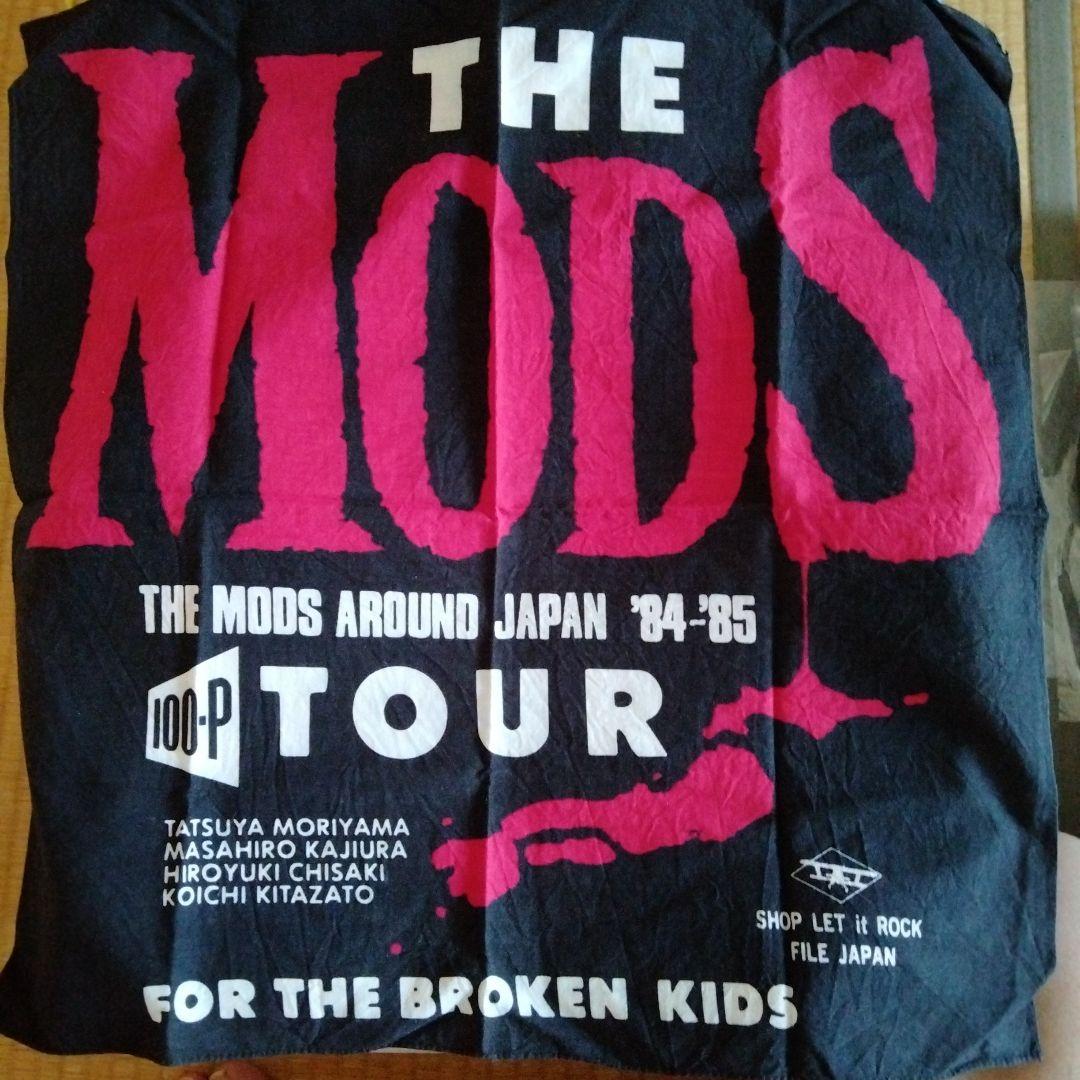 THE
MODS
THE MODS AROUND JAPAN '84-'85
100-P TOUR
TATSUYA MORIYAMA
MASAHIRO KAJIURA
HIROYUKI CHISAKI
KOICHI KITAZATO
SHOP LET it ROCK
FILE JAPAN
FOR THE BROKEN KIDS